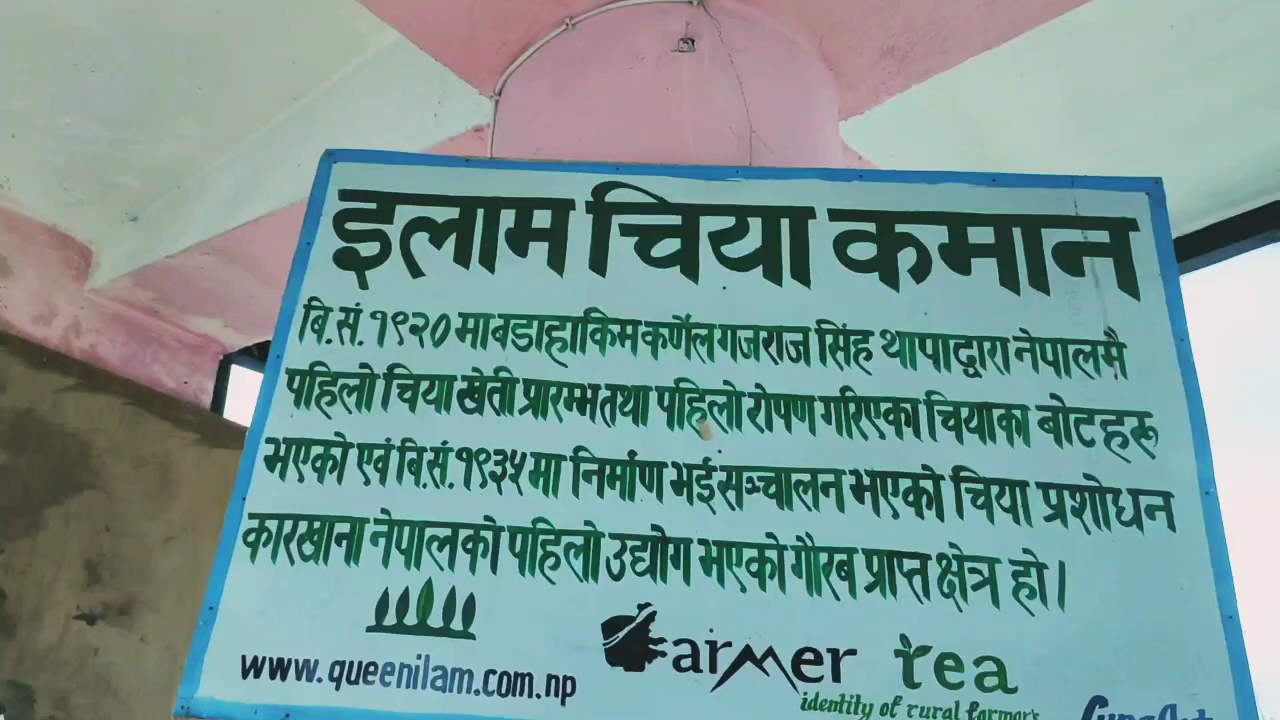 इलाम चिया कमान
बि.सं. १९२० मा बडाहाकिम कर्णेल गजराज सिंह थापाद्वारा नेपालमै
पहिलो चिया खेती प्रारम्भ तथा पहिलो रोपण गरिएका चियाका बोटहरू
भएको एवं बि.सं. १९३५ मा निर्माण भई सञ्चालन भएको चिया प्रशोधन
कारखाना नेपालको पहिलो उद्योग भएको गौरब प्राप्त क्षेत्र हो।
www.queenilam.com.np
Farmer tea
identity of rural farmer's